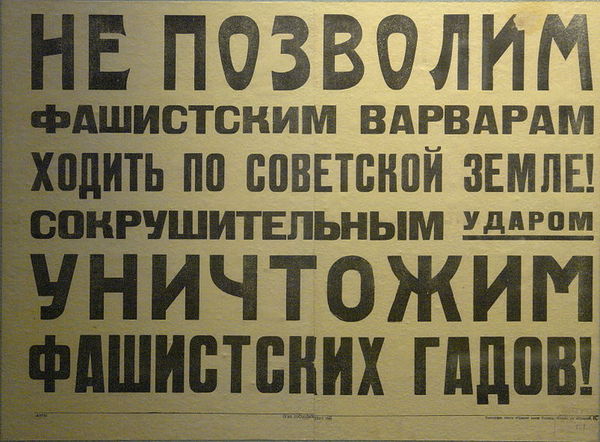 НЕ ПОЗВОЛИМ
ФАШИСТСКИМ ВАРВАРАМ
ХОДИТЬ ПО СОВЕТСКОЙ ЗЕМЛЕ!
СОКРУШИТЕЛЬНЫМ УДАРОМ
УНИЧТОЖИМ
ФАШИСТСКИХ ГАДОВ!